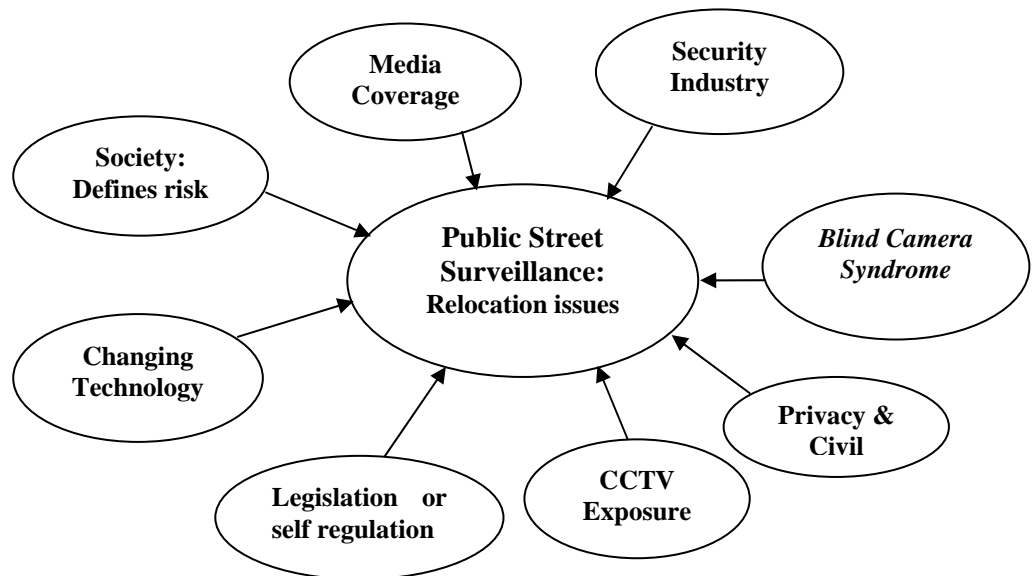 Media
Coverage
Security
Industry
Society:
Defines risk
Public Street
Surveillance:
Relocation issues
Blind Camera
Syndrome
Changing
Technology
Privacy &
Civil
Legislation or
self regulation
CCTV
Exposure